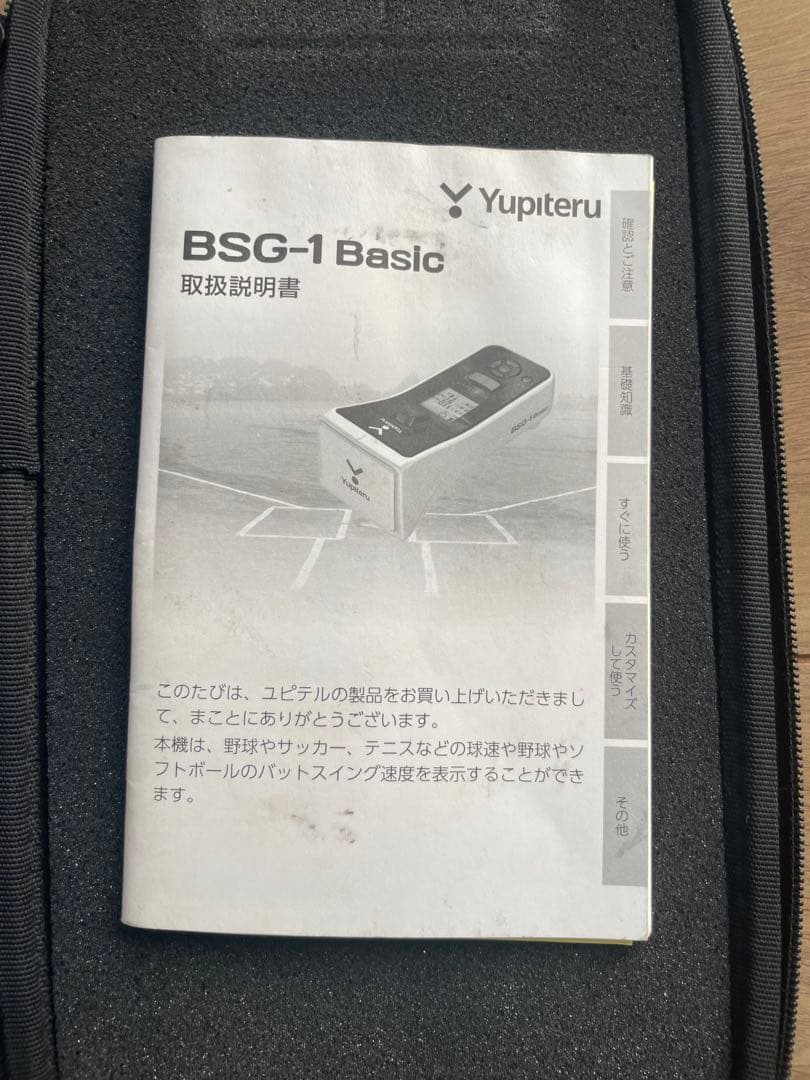 Yupiteru
BSG-1 Basic
取扱説明書
BSG-1 Basic
Yupiteru
Yupiteru
確認とご注意
基礎知識
すぐに使う
カスタマイズ
して使う
その他
このたびは、ユピテルの製品をお買い上げいただきまし
て、まことにありがとうございます。
本機は、野球やサッカー、テニスなどの球速や野球やソ
フトボールのバットスイング速度を表示することができ
ます。